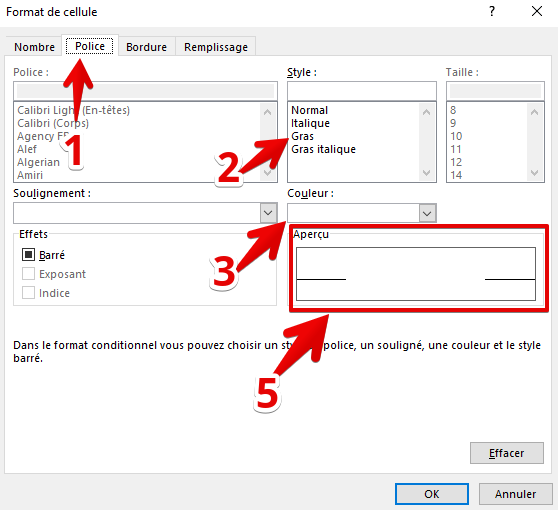 Format de cellule ? ×
Nombre Police Bordure Remplissage
Police : Style : Taille :
Calibri Light (En-têtes) Normal 8
Calibri (Corps) Italique 9
Agency FB Gras 10
Alef Gras italique 11
Algerian 12
Amiri 14
1 2
Soulignement : Couleur :
3
Effets Aperçu
Barré
Exposant
Indice
5
Dans le format conditionnel vous pouvez choisir un style de police, un souligné, une couleur et le style
barré.
Effacer
OK Annuler